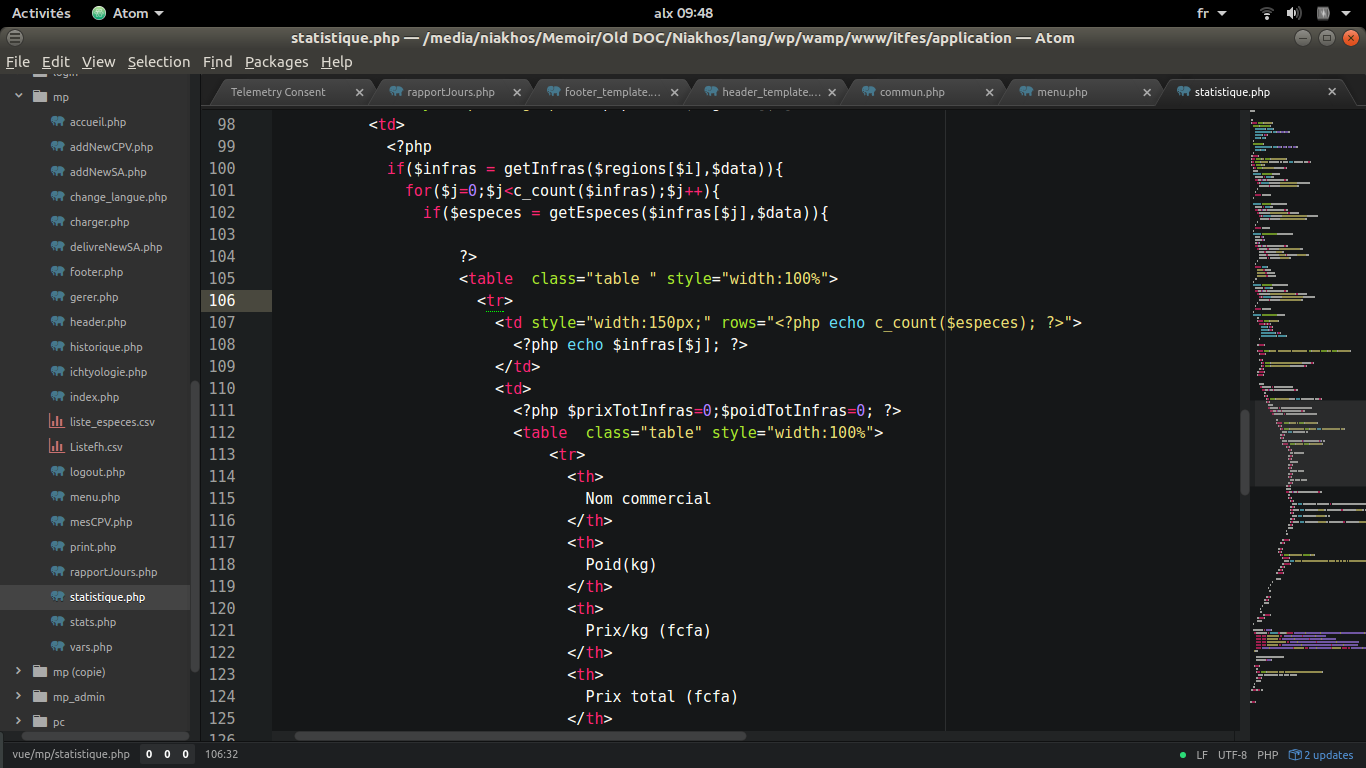 Activités Atom alx 09:48 fr
statistique.php — /media/niakhos/Memoir/Old DOC/Niakhos/lang/wp/wamp/www/itfes/application — Atom
File Edit View Selection Find Packages Help
login
mp
accueil.php
addNewCPV.php
addNewSA.php
change_langue.php
charger.php
delivreNewSA.php
footer.php
gerer.php
header.php
historique.php
ichtyologie.php
index.php
liste_especes.csv
Listefh.csv
logout.php
menu.php
mesCPV.php
print.php
rapportJours.php
statistique.php
stats.php
vars.php
mp (copie)
mp_admin
pc
Telemetry Consent rapportJours.php footer_template.… header_template.… commun.php menu.php statistique.php
98 <td>
99 <?php
100 if($infras = getInfras($regions[$i],$data)){
101 for($j=0;$j<c_count($infras);$j++){
102 if($especes = getEspeces($infras[$j],$data)){
103
104 ?>
105 <table  class="table " style="width:100%">
106 <tr>
107 <td style="width:150px;" rows="<?php echo c_count($especes); ?>">
108 <?php echo $infras[$j]; ?>
109 </td>
110 <td>
111 <?php $prixTotInfras=0;$poidTotInfras=0; ?>
112 <table  class="table" style="width:100%">
113 <tr>
114 <th>
115 Nom commercial
116 </th>
117 <th>
118 Poid(kg)
119 </th>
120 <th>
121 Prix/kg (fcfa)
122 </th>
123 <th>
124 Prix total (fcfa)
125 </th>
126
vue/mp/statistique.php 0 0 0 106:32 LF UTF-8 PHP 2 updates